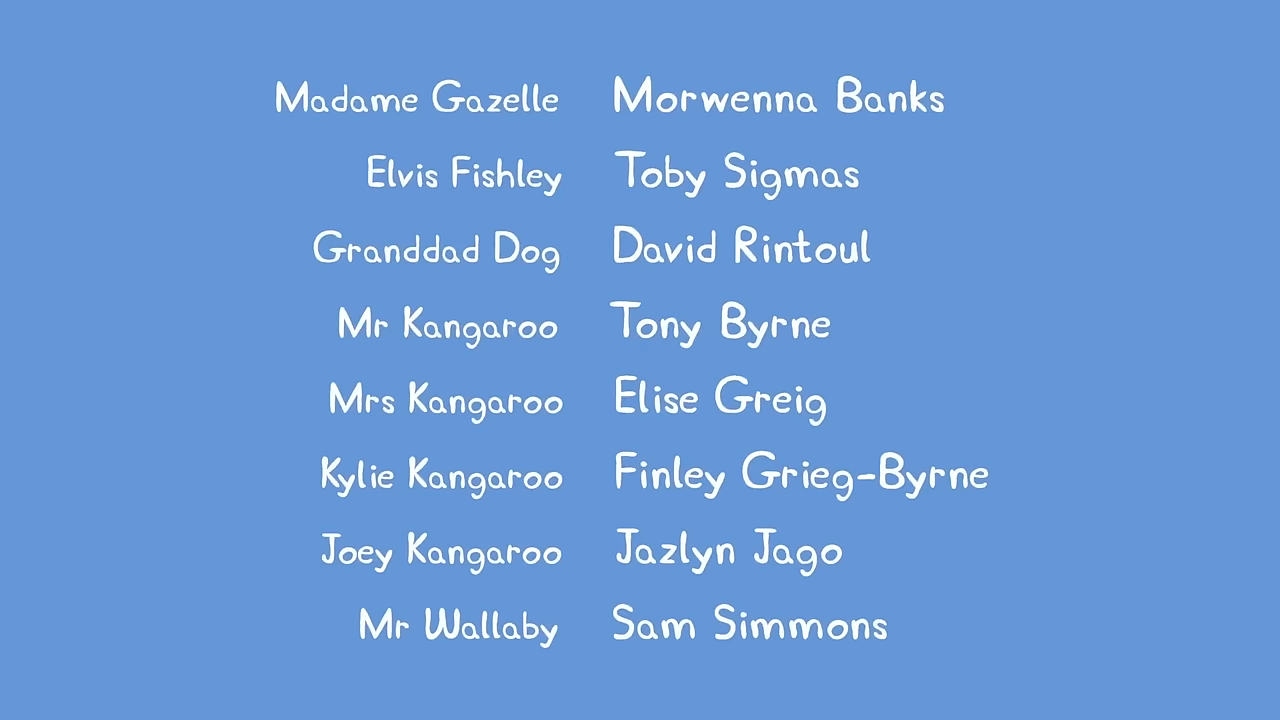 Madame Gazelle Morwenna Banks
Elvis Fishley Toby Sigmas
Granddad Dog David Rintoul
Mr Kangaroo Tony Byrne
Mrs Kangaroo Elise Greig
Kylie Kangaroo Finley Grieg-Byrne
Joey Kangaroo Jazlyn Jago
Mr Wallaby Sam Simmons